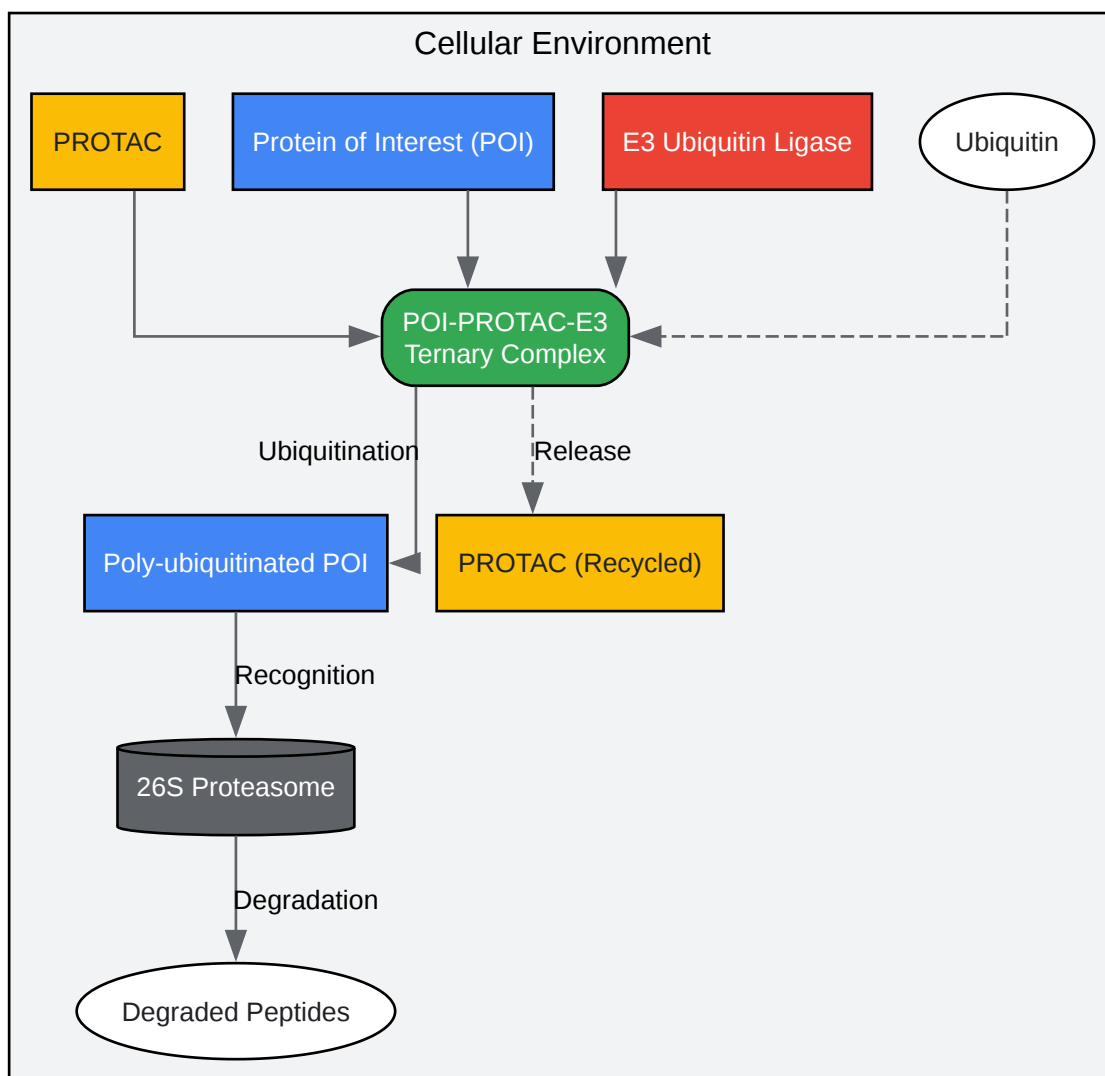 Cellular Environment
PROTAC
Protein of Interest (POI)
E3 Ubiquitin Ligase
Ubiquitin
POI-PROTAC-E3
Ternary Complex
Ubiquitination
Release
Poly-ubiquitinated POI
PROTAC (Recycled)
Recognition
26S Proteasome
Degradation
Degraded Peptides